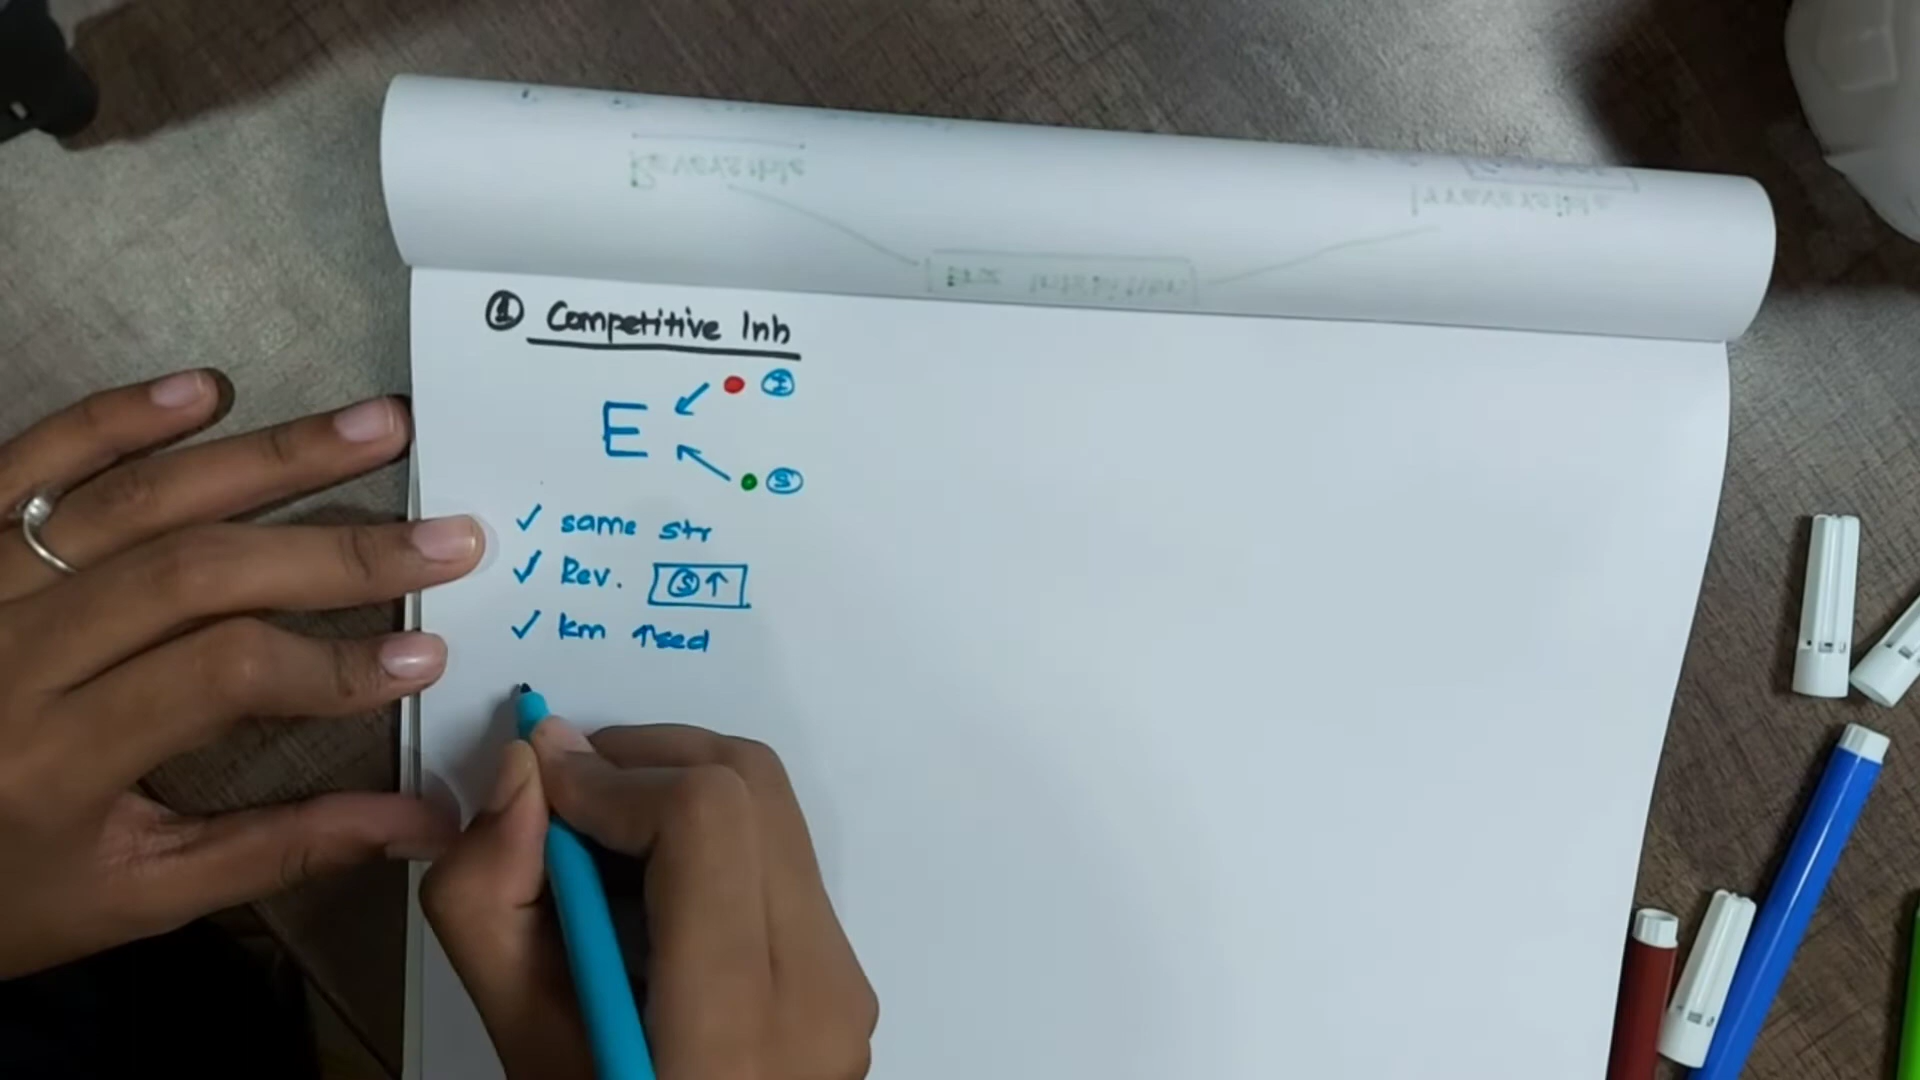 ① Competitive Inh
I
E
S
✓ same str
✓ Rev. Ⓢ↑
✓ km ↑sed